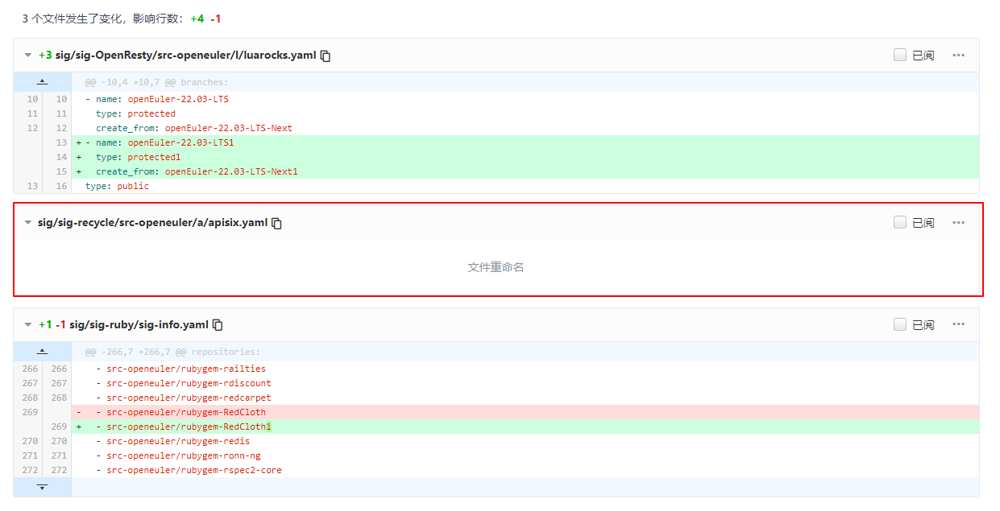 3 个文件发生了变化，影响行数： +4 -1
+3 sig/sig-OpenResty/src-openeuler/l/luarocks.yaml 已阅 ···
@@ -10,4 +10,7 @@ branches:
10 10 - name: openEuler-22.03-LTS
11 11 type: protected
12 12 create_from: openEuler-22.03-LTS-Next
13 + - name: openEuler-22.03-LTS1
14 + type: protected1
15 + create_from: openEuler-22.03-LTS-Next1
13 16 type: public
sig/sig-recycle/src-openeuler/a/apisix.yaml 已阅 ···
文件重命名
+1 -1 sig/sig-ruby/sig-info.yaml 已阅 ···
@@ -266,7 +266,7 @@ repositories:
266 266 - src-openeuler/rubygem-railties
267 267 - src-openeuler/rubygem-rdiscount
268 268 - src-openeuler/rubygem-redcarpet
269 - - src-openeuler/rubygem-RedCloth
269 + - src-openeuler/rubygem-RedCloth1
270 270 - src-openeuler/rubygem-redis
271 271 - src-openeuler/rubygem-ronn-ng
272 272 - src-openeuler/rubygem-rspec2-core